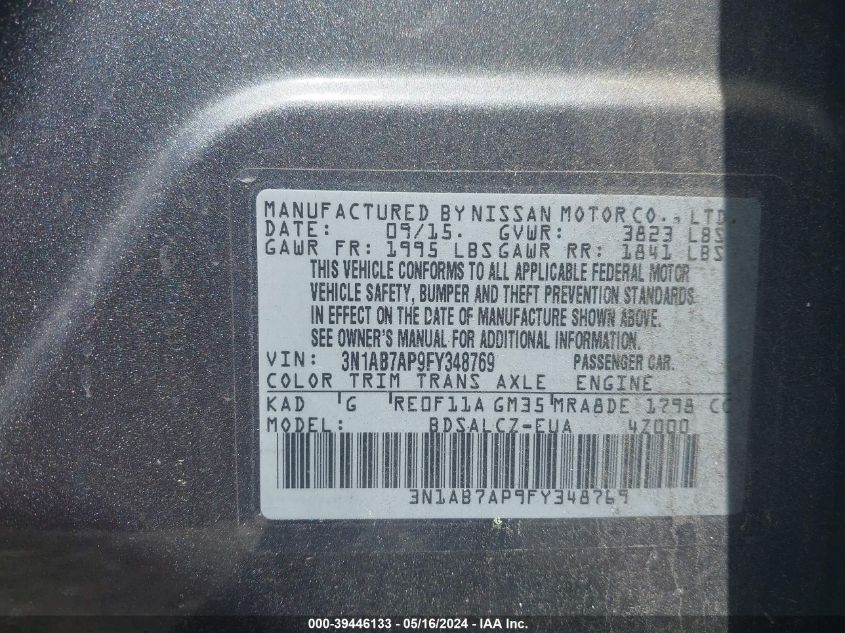 MANUFACTURED BY NISSAN MOTOR CO., LTD.
DATE: 09/15. GVWR: 3823 LBS
GAWR FR: 1995 LBS GAWR RR: 1841 LBS
THIS VEHICLE CONFORMS TO ALL APPLICABLE FEDERAL MOTOR
VEHICLE SAFETY, BUMPER AND THEFT PREVENTION STANDARDS
IN EFFECT ON THE DATE OF MANUFACTURE SHOWN ABOVE.
SEE OWNER'S MANUAL FOR ADDITIONAL INFORMATION.
VIN: 3N1AB7AP9FY348769 PASSENGER CAR.
COLOR TRIM TRANS AXLE ENGINE
KAD G RE0F11A GM35 MRA8DE 1798 CC
MODEL: BDSALCZ-EUA 4Z000
3N1AB7AP9FY348769
000-39446133 - 05/16/2024 - IAA Inc.